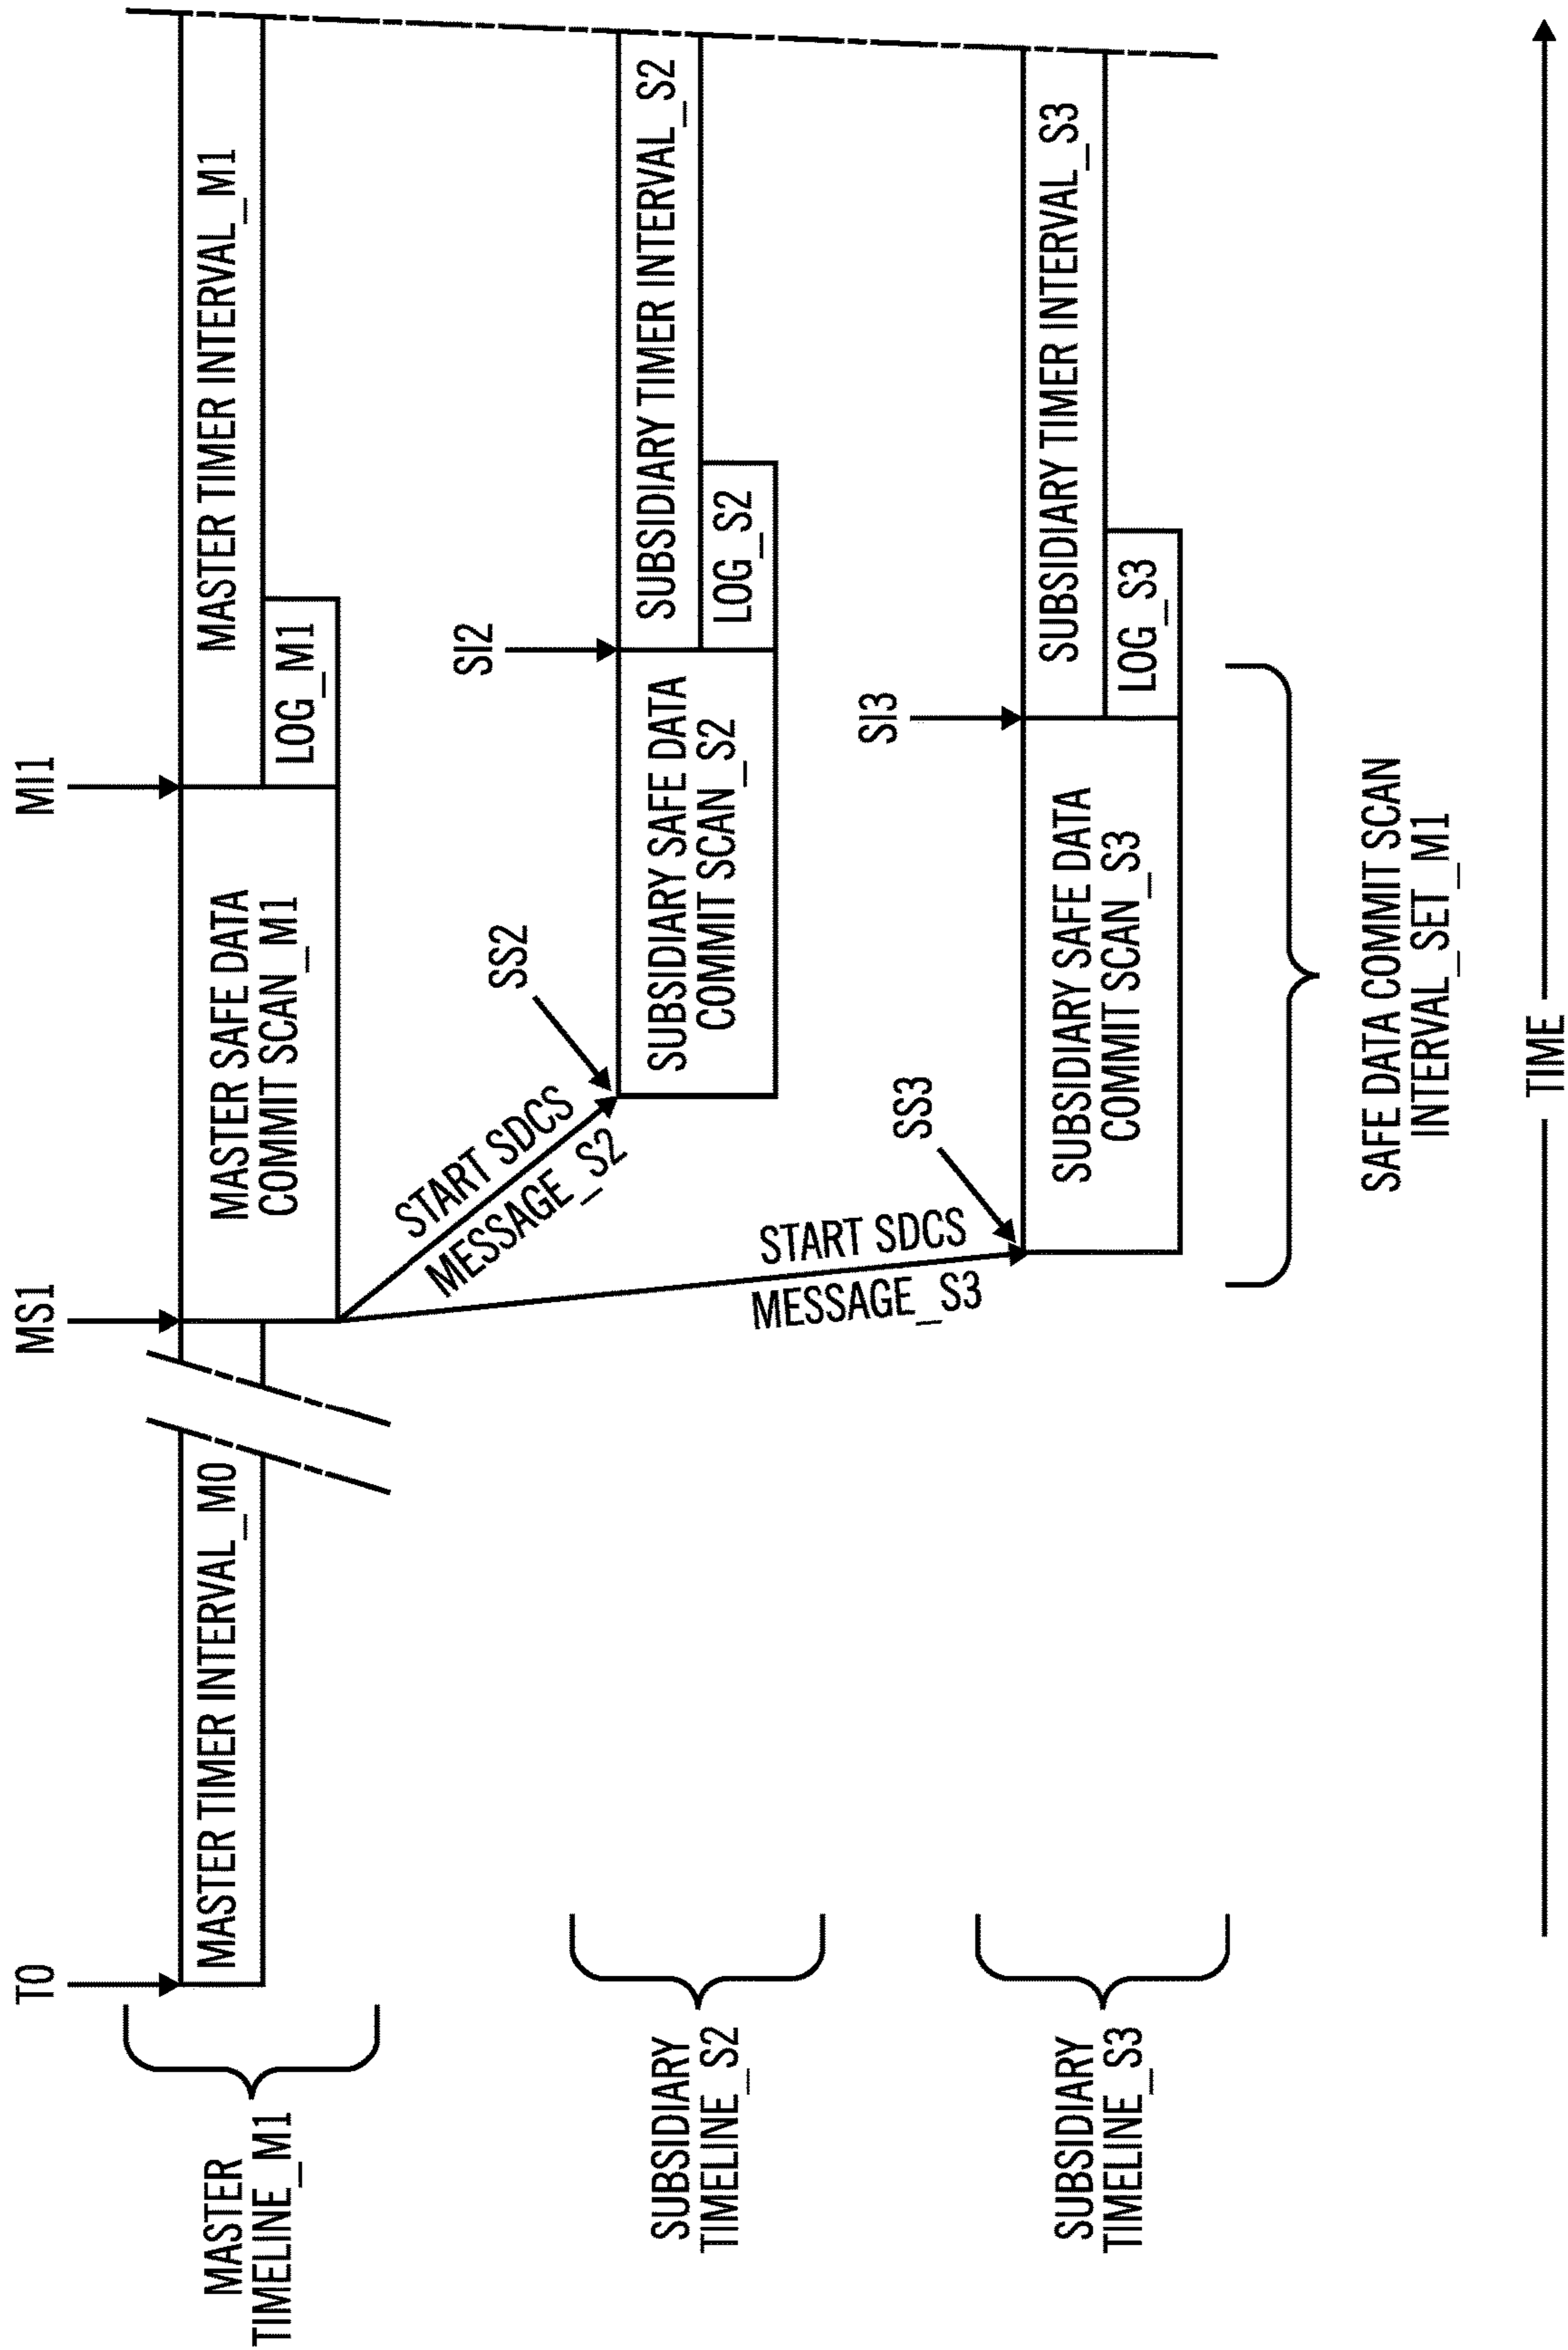 T0
MS1
MI1
MASTER
TIMELINE_M1
MASTER TIMER INTERVAL_M0
MASTER SAFE DATA
COMMIT SCAN_M1
MASTER TIMER INTERVAL_M1
LOG_M1
START SDCS
MESSAGE_S2
SS2
SI2
SUBSIDIARY
TIMELINE_S2
SUBSIDIARY SAFE DATA
COMMIT SCAN_S2
SUBSIDIARY TIMER INTERVAL_S2
LOG_S2
START SDCS
MESSAGE_S3
SS3
SI3
SUBSIDIARY
TIMELINE_S3
SUBSIDIARY SAFE DATA
COMMIT SCAN_S3
SUBSIDIARY TIMER INTERVAL_S3
LOG_S3
SAFE DATA COMMIT SCAN
INTERVAL_SET_M1
TIME